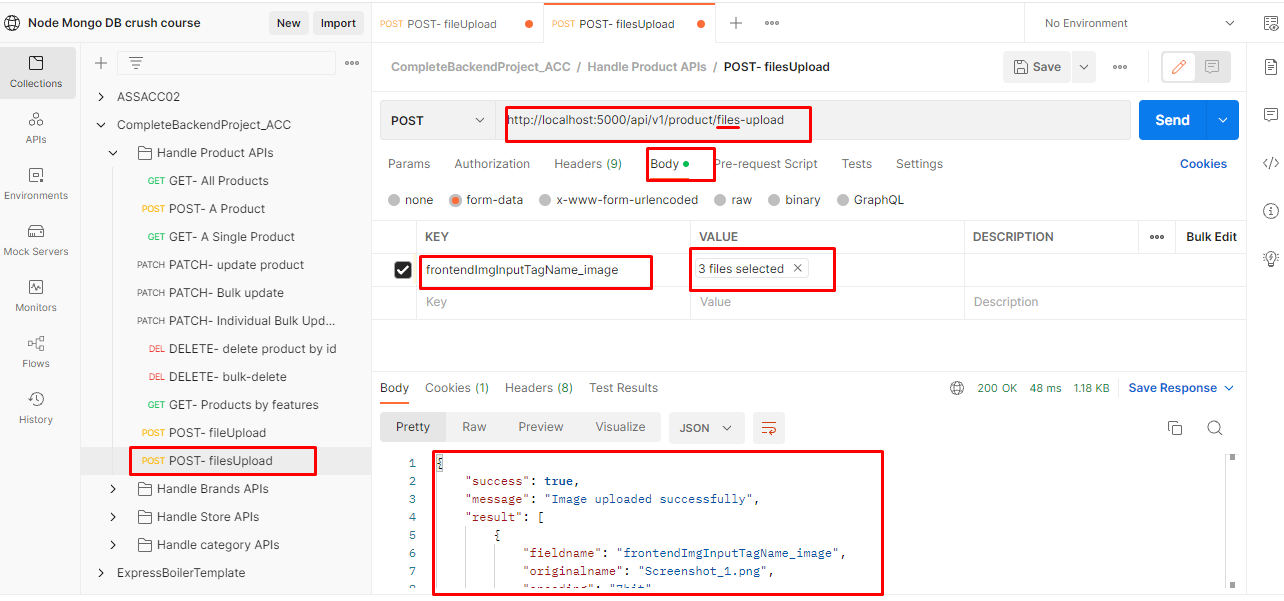 Node Mongo DB crush course
New
Import
POST POST- fileUpload
POST POST- filesUpload
No Environment
Collections
APIs
Environments
Mock Servers
Monitors
Flows
History
ASSACC02
CompleteBackendProject_ACC
Handle Product APIs
GET GET- All Products
POST POST- A Product
GET GET- A Single Product
PATCH PATCH- update product
PATCH PATCH- Bulk update
PATCH PATCH- Individual Bulk Upd...
DEL DELETE- delete product by id
DEL DELETE- bulk-delete
GET GET- Products by features
POST POST- fileUpload
POST POST- filesUpload
Handle Brands APIs
Handle Store APIs
Handle category APIs
ExpressBoilerTemplate
CompleteBackendProject_ACC / Handle Product APIs / POST- filesUpload
Save
POST
http://localhost:5000/api/v1/product/files-upload
Send
Params Authorization Headers (9) Body Pre-request Script Tests Settings
Cookies
none form-data x-www-form-urlencoded raw binary GraphQL
KEY VALUE DESCRIPTION Bulk Edit
frontendImgInputTagName_image 3 files selected
Key Value Description
Body Cookies (1) Headers (8) Test Results
200 OK 48 ms 1.18 KB Save Response
Pretty Raw Preview Visualize JSON
1 {
2 "success": true,
3 "message": "Image uploaded successfully",
4 "result": [
5 {
6 "fieldname": "frontendImgInputTagName_image",
7 "originalname": "Screenshot_1.png",
8 "encoding": "7bit"